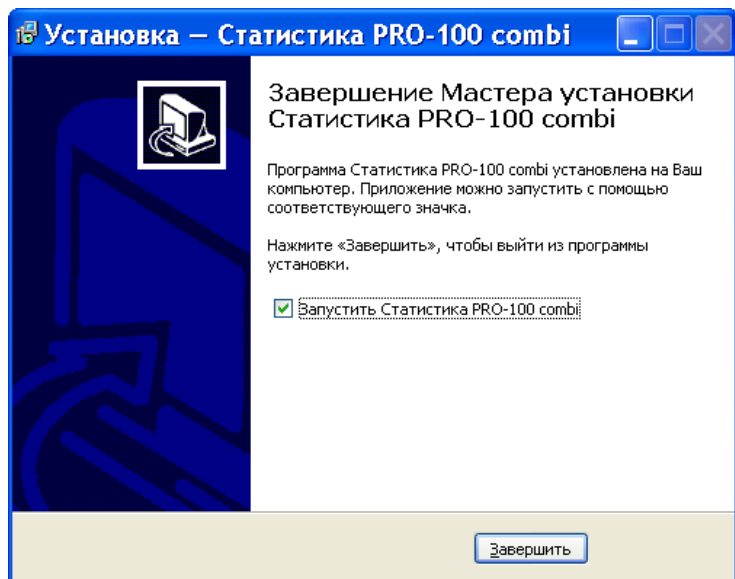 Установка — Статистика PRO-100 combi
Завершение Мастера установки
Статистика PRO-100 combi
Программа Статистика PRO-100 combi установлена на Ваш
компьютер. Приложение можно запустить с помощью
соответствующего значка.
Нажмите «Завершить», чтобы выйти из программы
установки.
Запустить Статистика PRO-100 combi
Завершить